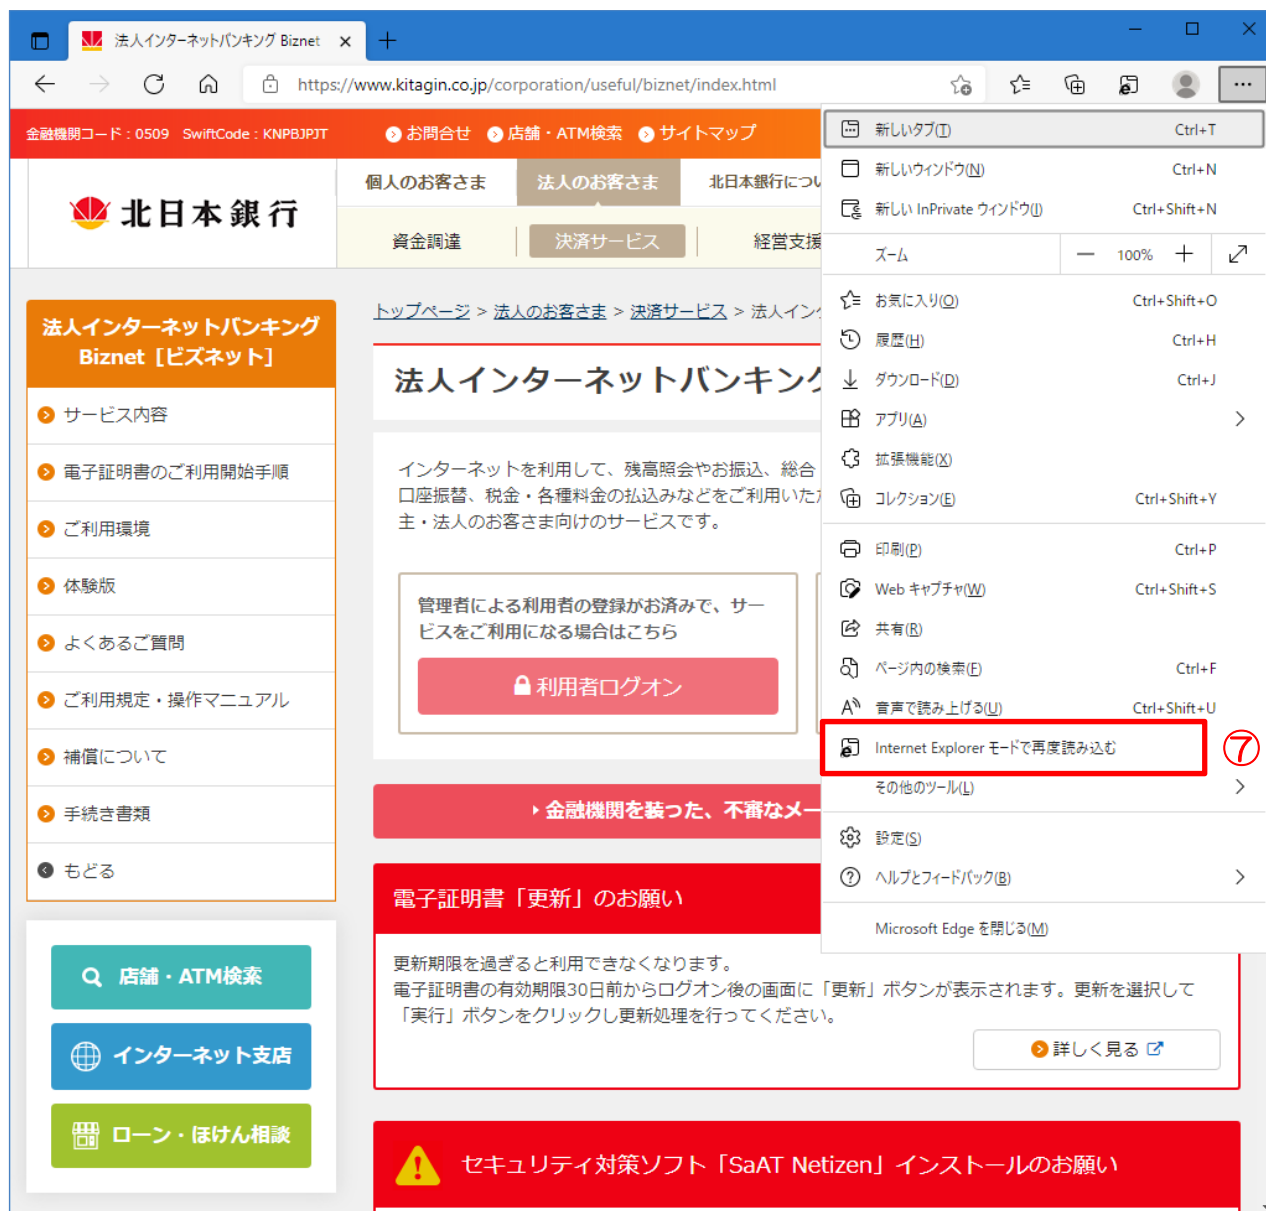 法人インターネットバンキング Biznet
https://www.kitagin.co.jp/corporation/useful/biznet/index.html
金融機関コード：0509 SwiftCode：KNPBJPJT
お問合せ
店舗・ATM検索
サイトマップ
北日本銀行
個人のお客さま
法人のお客さま
北日本銀行につい
資金調達
決済サービス
経営支援
法人インターネットバンキング
Biznet［ビズネット］
サービス内容
電子証明書のご利用開始手順
ご利用環境
体験版
よくあるご質問
ご利用規定・操作マニュアル
補償について
手続き書類
もどる
店舗・ATM検索
インターネット支店
ローン・ほけん相談
トップページ > 法人のお客さま > 決済サービス > 法人イン
法人インターネットバンキング
インターネットを利用して、残高照会やお振込、総合
口座振替、税金・各種料金の払込みなどをご利用いただ
主・法人のお客さま向けのサービスです。
管理者による利用者の登録がお済みで、サー
ビスをご利用になる場合はこちら
利用者ログオン
金融機関を装った、不審なメー
電子証明書「更新」のお願い
更新期限を過ぎると利用できなくなります。
電子証明書の有効期限30日前からログオン後の画面に「更新」ボタンが表示されます。更新を選択して
「実行」ボタンをクリックし更新処理を行ってください。
詳しく見る
セキュリティ対策ソフト「SaAT Netizen」インストールのお願い
新しいタブ(T) Ctrl+T
新しいウィンドウ(N) Ctrl+N
新しい InPrivate ウィンドウ(I) Ctrl+Shift+N
ズーム — 100% +
お気に入り(O) Ctrl+Shift+O
履歴(H) Ctrl+H
ダウンロード(D) Ctrl+J
アプリ(A)
拡張機能(X)
コレクション(E) Ctrl+Shift+Y
印刷(P) Ctrl+P
Web キャプチャ(W) Ctrl+Shift+S
共有(R)
ページ内の検索(F) Ctrl+F
音声で読み上げる(U) Ctrl+Shift+U
Internet Explorer モードで再度読み込む
⑦
その他のツール(L)
設定(S)
ヘルプとフィードバック(B)
Microsoft Edge を閉じる(M)